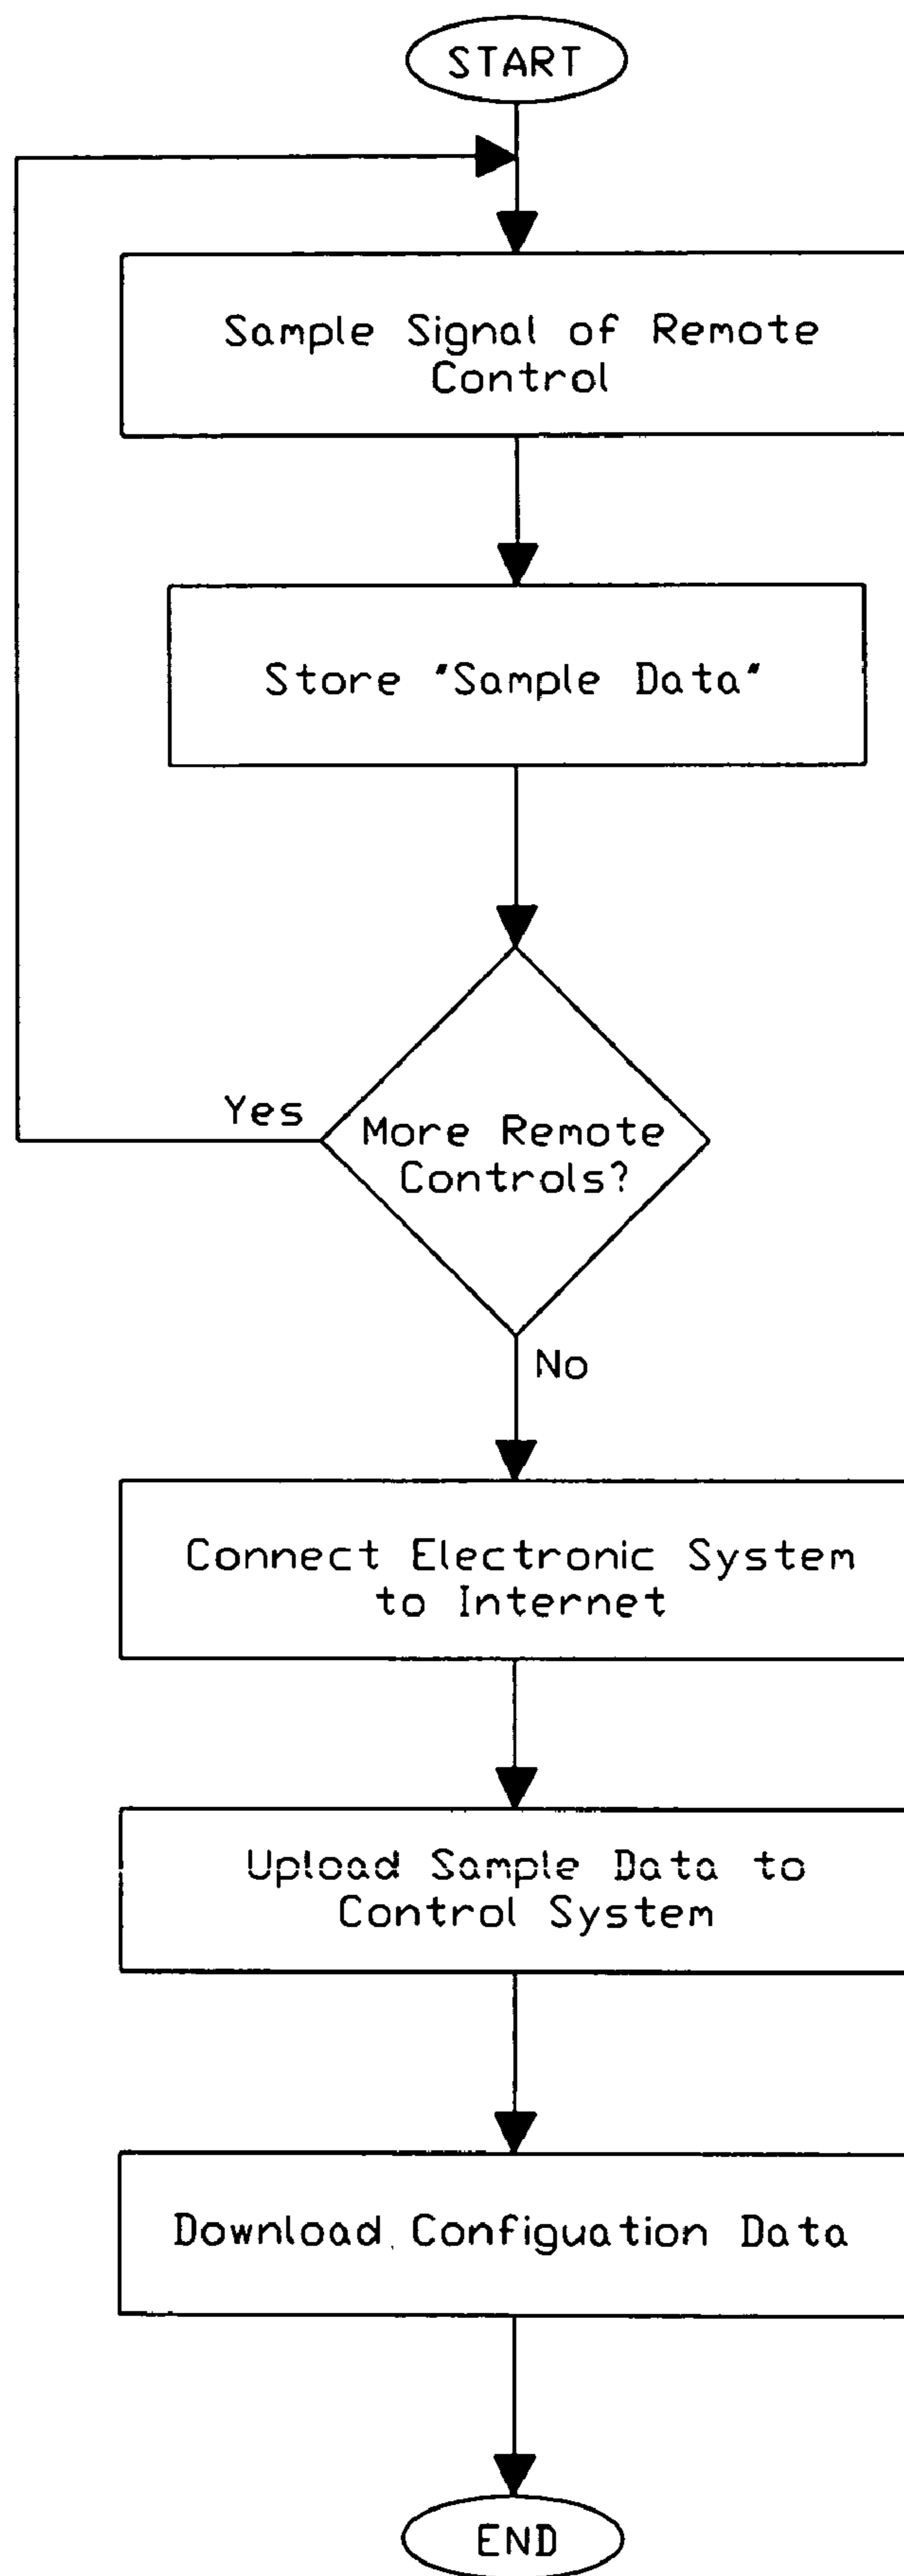 START
Sample Signal of Remote
Control
Store "Sample Data"
Yes
More Remote
Controls?
No
Connect Electronic System
to Internet
Upload Sample Data to
Control System
Download Configuation Data
END